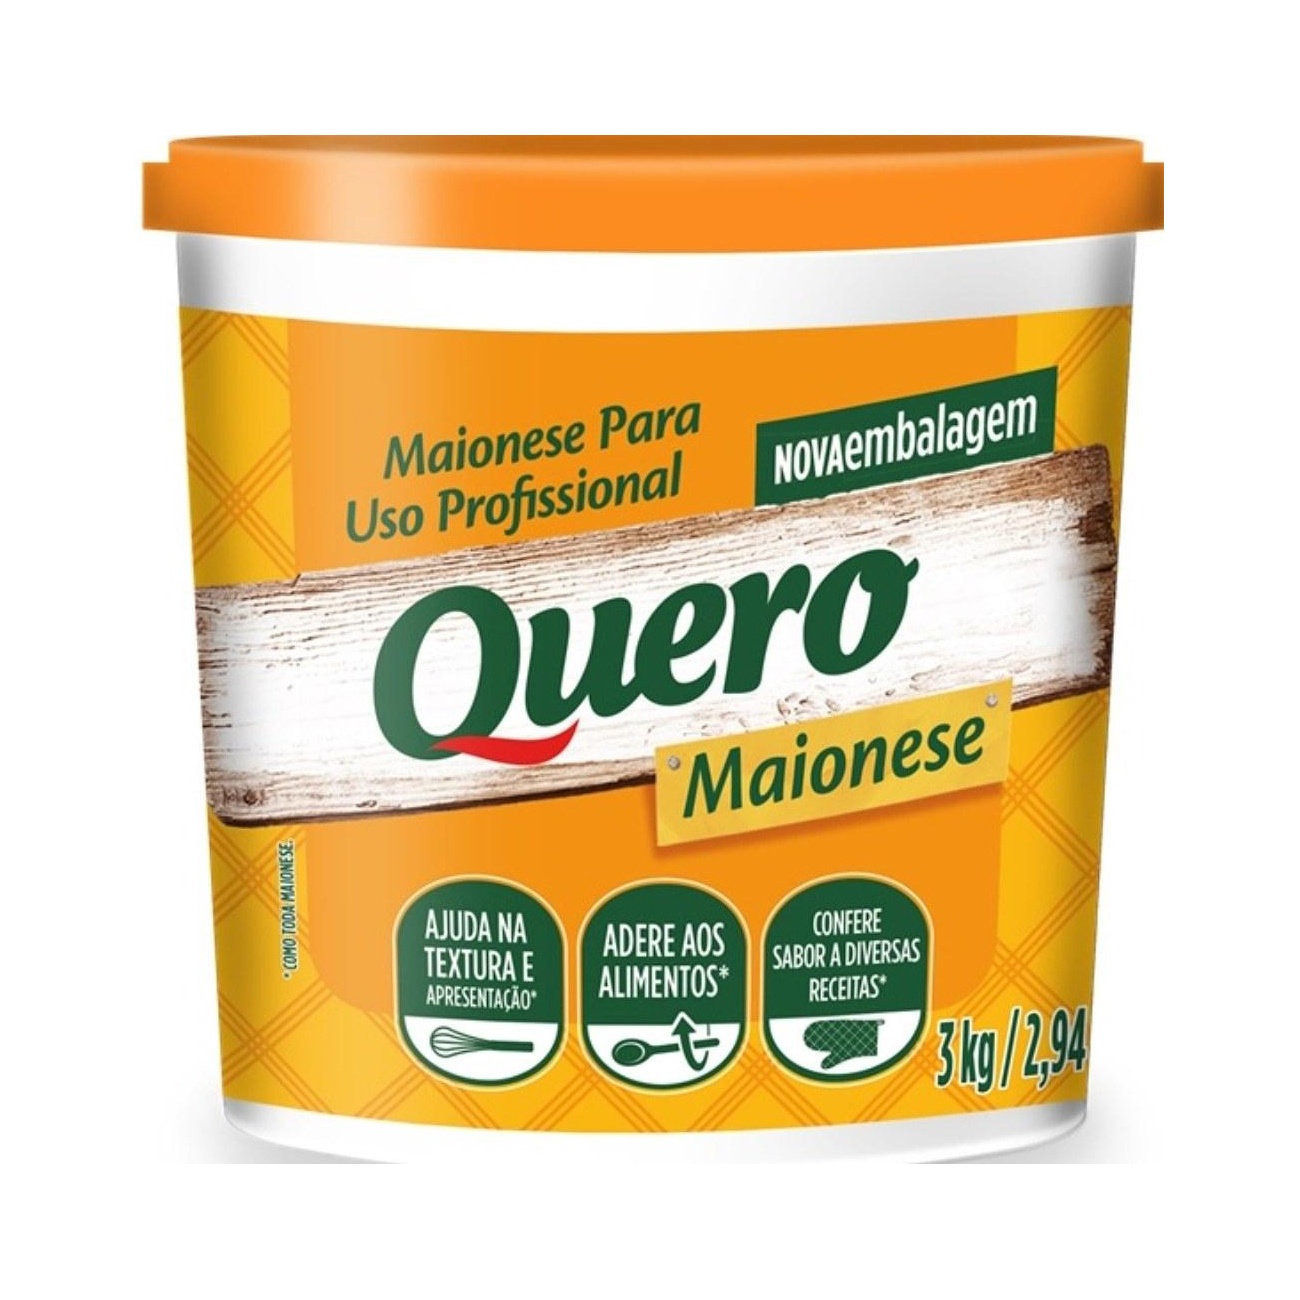 Maionese Para
Uso Profissional
NOVAembalagem
Quero
Maionese
*COMO TODA MAIONESE.
AJUDA NA
TEXTURA E
APRESENTAÇÃO*
ADERE AOS
ALIMENTOS*
CONFERE
SABOR A DIVERSAS
RECEITAS*
3 kg / 2,94